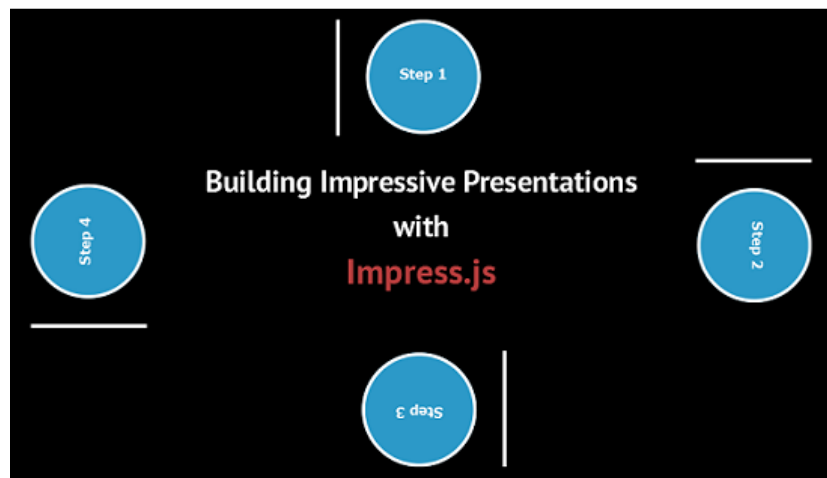 Step 1
Building Impressive Presentations
with
Impress.js
Step 4
Step 2
Step 3